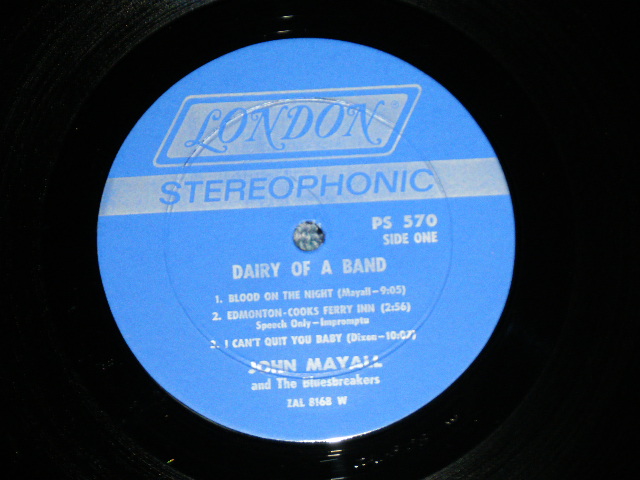 LONDON ®
STEREOPHONIC
PS 570
SIDE ONE
DAIRY OF A BAND
1. BLOOD ON THE NIGHT (Mayall-9:05)
2. EDMONTON-COOKS FERRY INN (2:56)
Speech Only-Impromptu
3. I CAN'T QUIT YOU BABY (Dixon-10:07)
JOHN MAYALL
and The Bluesbreakers
ZAL 8168 W